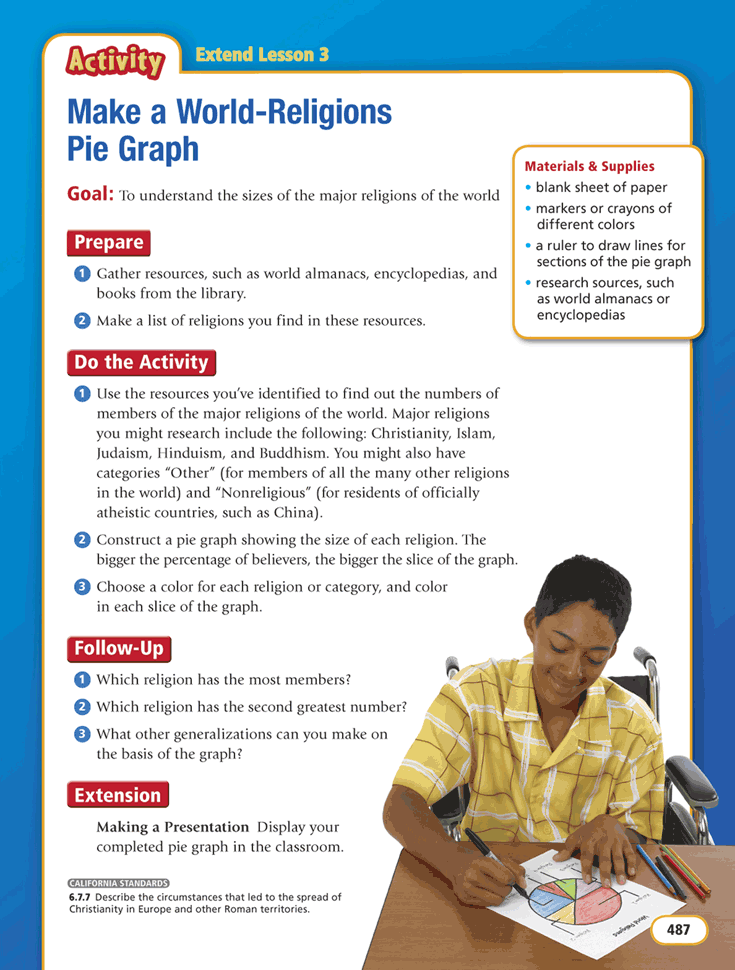 Activity
Extend Lesson 3
Make a World-Religions
Pie Graph
Goal: To understand the sizes of the major religions of the world
Materials & Supplies
• blank sheet of paper
• markers or crayons of
different colors
• a ruler to draw lines for
sections of the pie graph
• research sources, such
as world almanacs or
encyclopedias
Prepare
1 Gather resources, such as world almanacs, encyclopedias, and
books from the library.
2 Make a list of religions you find in these resources.
Do the Activity
1 Use the resources you've identified to find out the numbers of
members of the major religions of the world. Major religions
you might research include the following: Christianity, Islam,
Judaism, Hinduism, and Buddhism. You might also have
categories “Other” (for members of all the many other religions
in the world) and “Nonreligious” (for residents of officially
atheistic countries, such as China).
2 Construct a pie graph showing the size of each religion. The
bigger the percentage of believers, the bigger the slice of the graph.
3 Choose a color for each religion or category, and color
in each slice of the graph.
Follow-Up
1 Which religion has the most members?
2 Which religion has the second greatest number?
3 What other generalizations can you make on
the basis of the graph?
Extension
Making a Presentation Display your
completed pie graph in the classroom.
CALIFORNIA STANDARDS
6.7.7 Describe the circumstances that led to the spread of
Christianity in Europe and other Roman territories.
World Religions
487